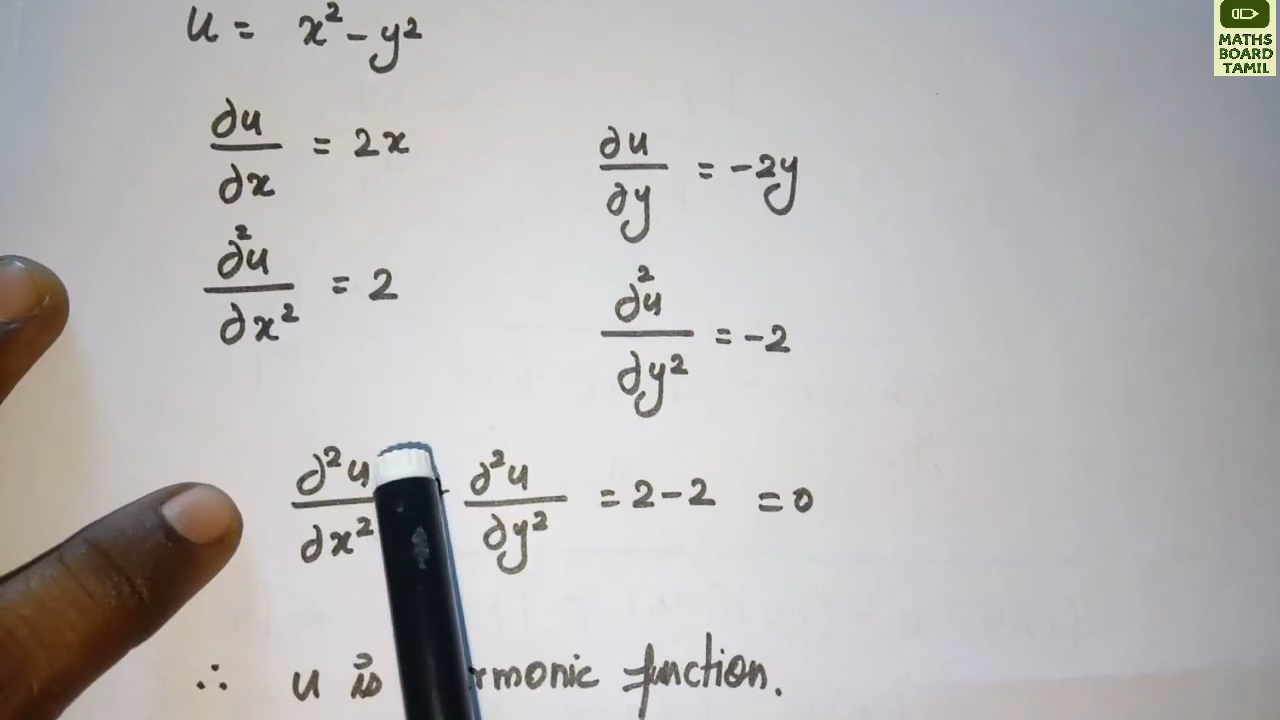 u = x² - y²
∂u/∂x = 2x
∂u/∂y = -2y
∂²u/∂x² = 2
∂²u/∂y² = -2
∂²u/∂x² ∂²u/∂y² = 2-2 = 0
∴ u is function.
MATHS
BOARD
TAMIL